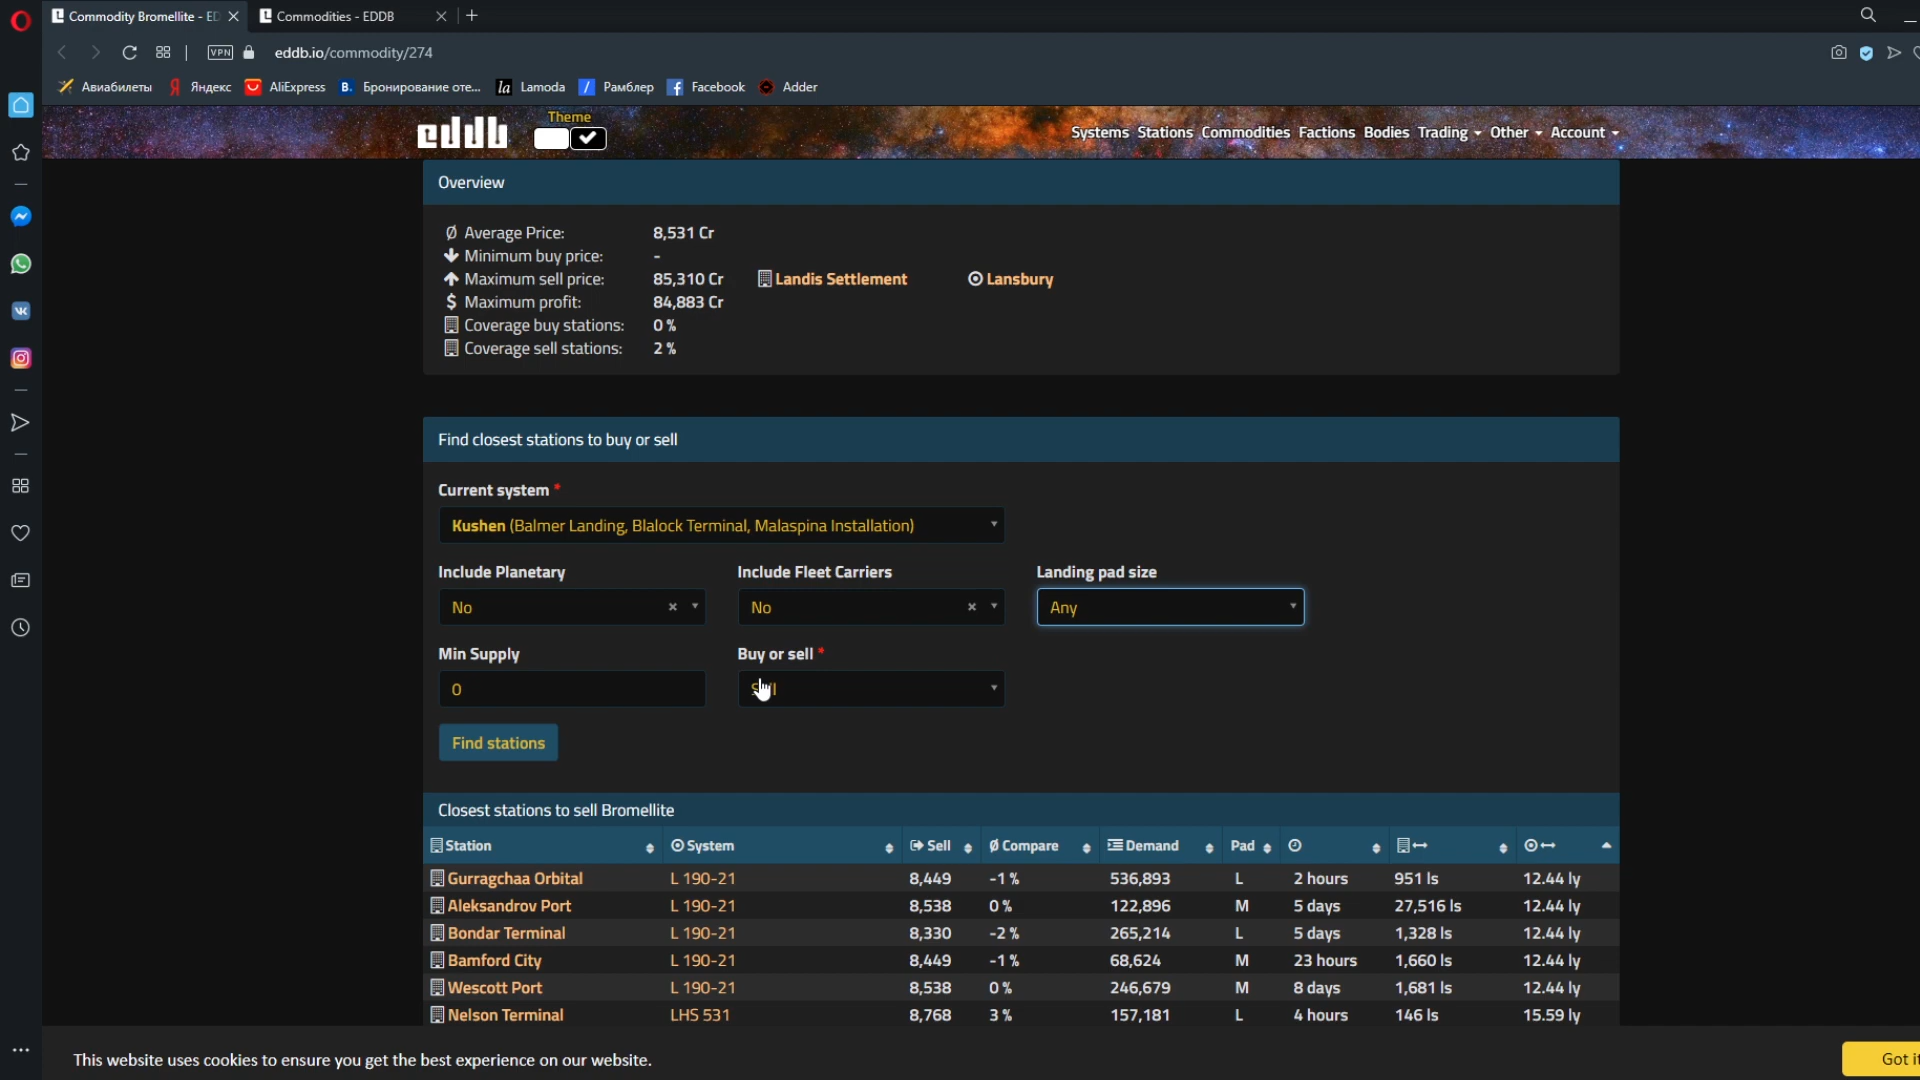 Commodity Bromellite - ED
Commodities - EDDB
VPN
eddb.io/commodity/274
Авиабилеты
Яндекс
AliExpress
B. Бронирование оте...
la Lamoda
Рамблер
Facebook
Adder
eddb
Theme
Systems Stations Commodities Factions Bodies Trading Other Account
Overview
Ø Average Price: 8,531 Cr
Minimum buy price: -
Maximum sell price: 85,310 Cr Landis Settlement Lansbury
$ Maximum profit: 84,883 Cr
Coverage buy stations: 0 %
Coverage sell stations: 2 %
Find closest stations to buy or sell
Current system *
Kushen (Balmer Landing, Blalock Terminal, Malaspina Installation)
Include Planetary Include Fleet Carriers Landing pad size
No × No × Any
Min Supply Buy or sell *
0
Find stations
Closest stations to sell Bromellite
Station System Sell Ø Compare Demand Pad
Gurragchaa Orbital L 190-21 8,449 -1 % 536,893 L 2 hours 951 ls 12.44 ly
Aleksandrov Port L 190-21 8,538 0 % 122,896 M 5 days 27,516 ls 12.44 ly
Bondar Terminal L 190-21 8,330 -2 % 265,214 L 5 days 1,328 ls 12.44 ly
Bamford City L 190-21 8,449 -1 % 68,624 M 23 hours 1,660 ls 12.44 ly
Wescott Port L 190-21 8,538 0 % 246,679 M 8 days 1,681 ls 12.44 ly
Nelson Terminal LHS 531 8,768 3 % 157,181 L 4 hours 146 ls 15.59 ly
This website uses cookies to ensure you get the best experience on our website.
Got it